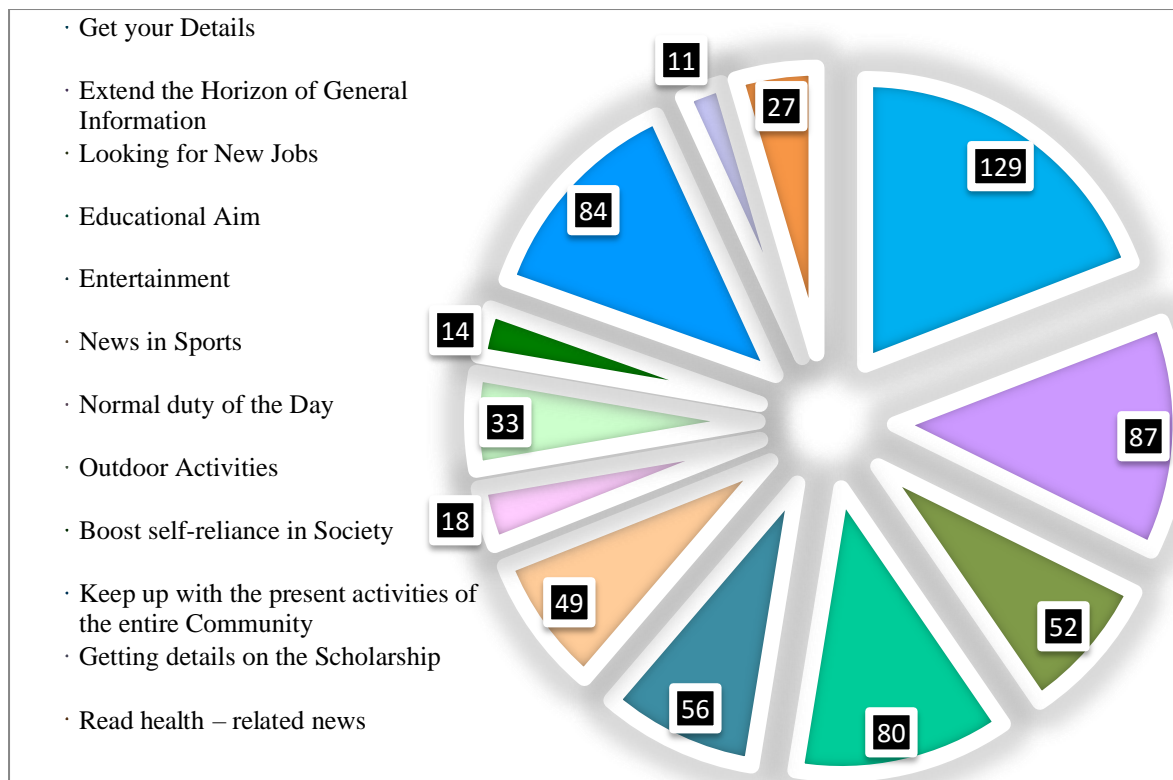 · Get your Details
· Extend the Horizon of General
Information
· Looking for New Jobs
· Educational Aim
· Entertainment
· News in Sports
· Normal duty of the Day
· Outdoor Activities
· Boost self-reliance in Society
· Keep up with the present activities of
the entire Community
· Getting details on the Scholarship
· Read health – related news
129
87
52
80
56
49
18
33
14
84
11
27